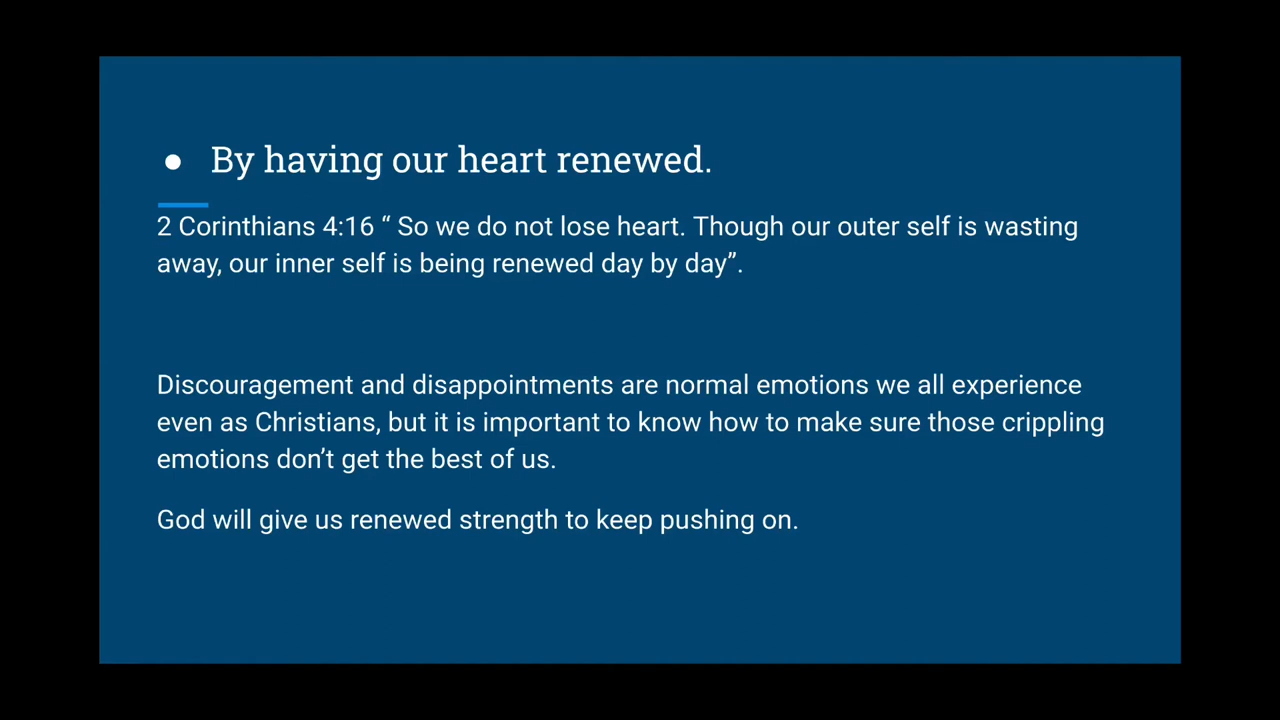 ● By having our heart renewed.
2 Corinthians 4:16 “ So we do not lose heart. Though our outer self is wasting
away, our inner self is being renewed day by day”.
Discouragement and disappointments are normal emotions we all experience
even as Christians, but it is important to know how to make sure those crippling
emotions don’t get the best of us.
God will give us renewed strength to keep pushing on.